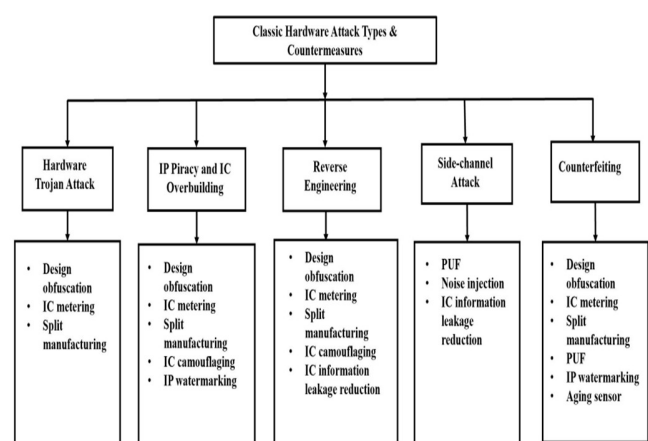 Classic Hardware Attack Types &
Countermeasures
Hardware
Trojan Attack
IP Piracy and IC
Overbuilding
Reverse
Engineering
Side-channel
Attack
Counterfeiting
• Design
obfuscation
• IC metering
• Split
manufacturing
• Design
obfuscation
• IC metering
• Split
manufacturing
• IC camouflaging
• IP watermarking
• Design
obfuscation
• IC metering
• Split
manufacturing
• IC camouflaging
• IC information
leakage reduction
• PUF
• Noise injection
• IC information
leakage
reduction
• Design
obfuscation
• IC metering
• Split
manufacturing
• PUF
• IP watermarking
• Aging sensor